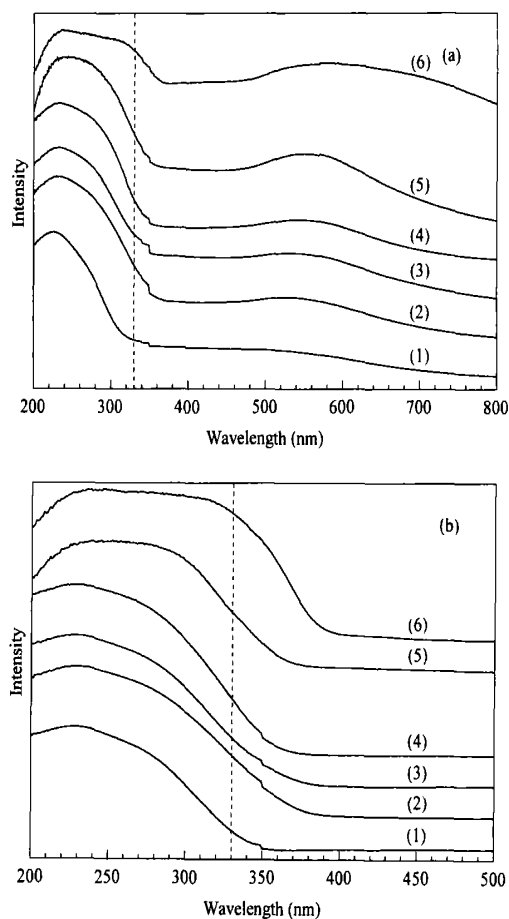 (a)
(6)
(5)
(4)
(3)
(2)
(1)
Intensity
200 300 400 500 600 700 800
Wavelength (nm)
(b)
(6)
(5)
(4)
(3)
(2)
(1)
Intensity
200 250 300 350 400 450 500
Wavelength (nm)